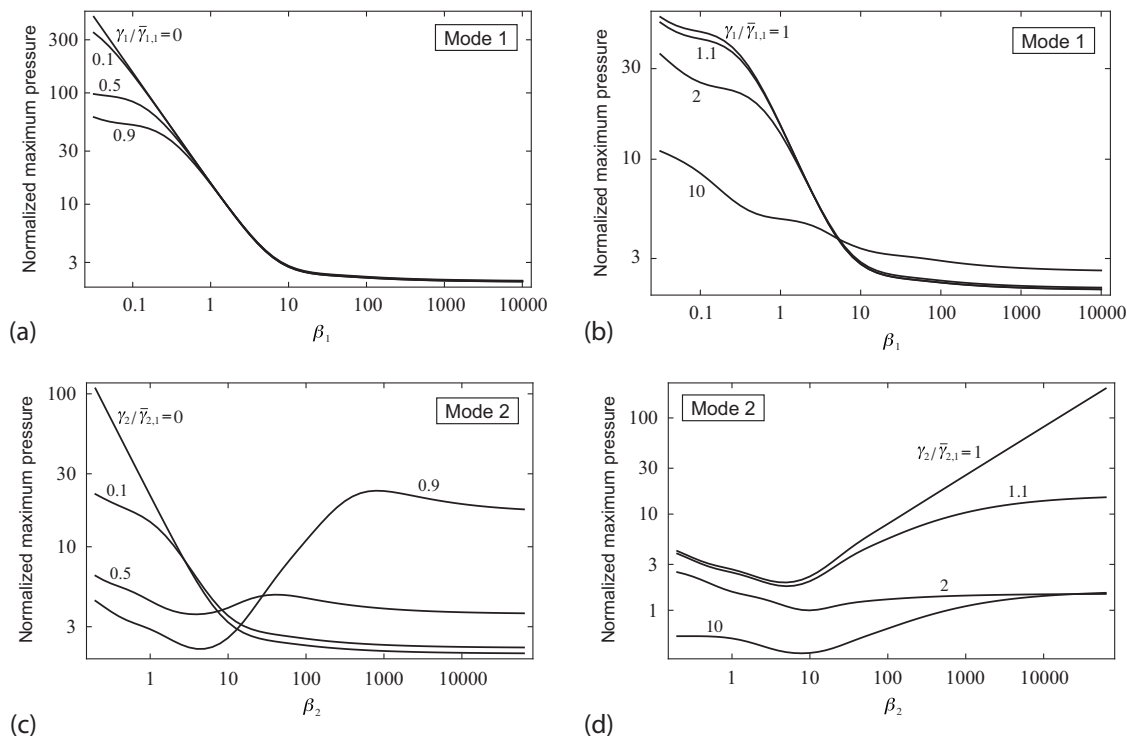 Normalized maximum pressure
300
100
30
10
3
γ₁/γ̄₁,₁=0
0.1
0.5
0.9
Mode 1
0.1 1 10 100 1000 10000
β₁
(a)
Normalized maximum pressure
30
10
3
γ₁/γ̄₁,₁=1
1.1
2
10
Mode 1
0.1 1 10 100 1000 10000
β₁
(b)
Normalized maximum pressure
100
30
10
3
γ₂/γ̄₂,₁=0
0.1
0.5
0.9
Mode 2
1 10 100 1000 10000
β₂
(c)
Normalized maximum pressure
100
30
10
3
1
Mode 2
γ₂/γ̄₂,₁=1
1.1
2
10
1 10 100 1000 10000
β₂
(d)